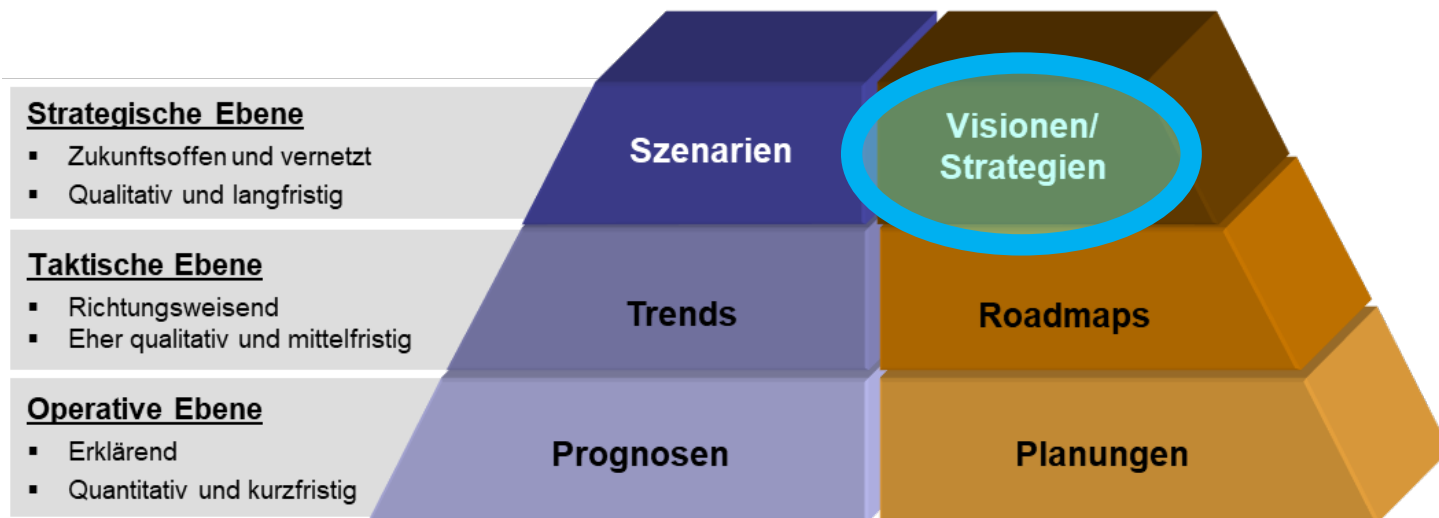 Strategische Ebene
▪ Zukunftsoffen und vernetzt
▪ Qualitativ und langfristig
Szenarien
Visionen/
Strategien
Taktische Ebene
▪ Richtungsweisend
▪ Eher qualitativ und mittelfristig
Trends
Roadmaps
Operative Ebene
▪ Erklärend
▪ Quantitativ und kurzfristig
Prognosen
Planungen